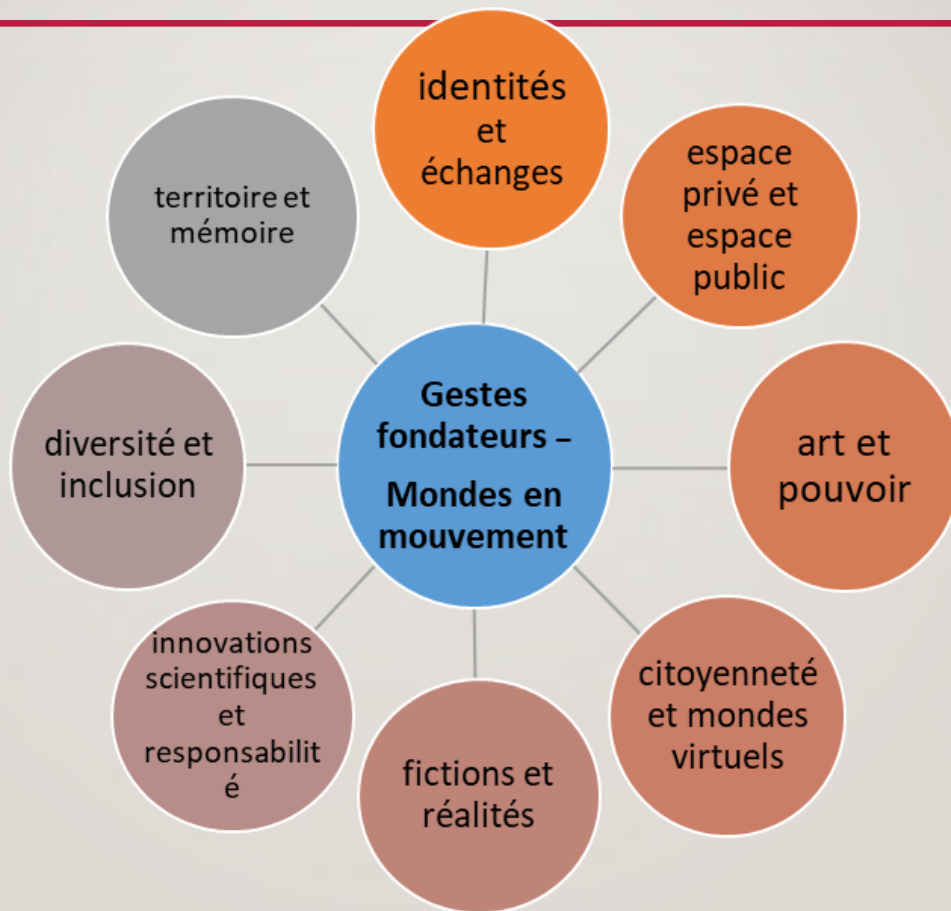 identités
et
échanges
espace
privé et
espace
public
art et
pouvoir
citoyenneté
et mondes
virtuels
fictions et
réalités
innovations
scientifiques
et
responsabilit
é
diversité et
inclusion
territoire et
mémoire
Gestes
fondateurs –
Mondes en
mouvement